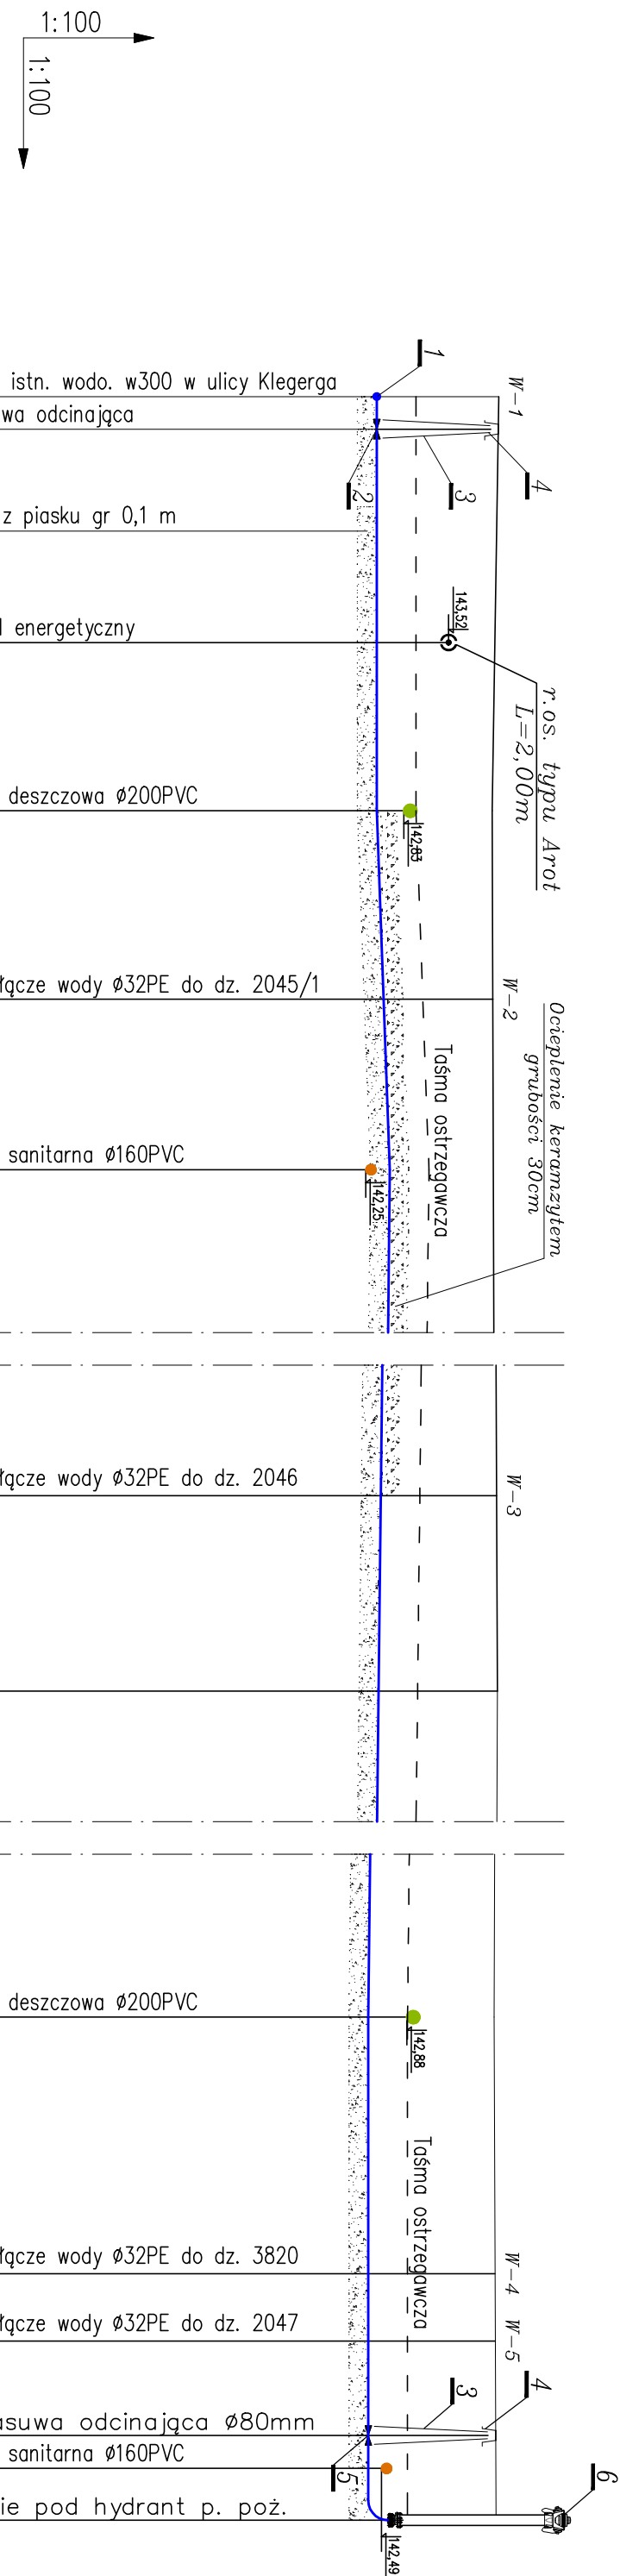 1:100
1:100
1
W-1
istn. wodo. w300 w ulicy Klegerga
wa odcinająca
2
3
4
z piasku gr 0,1 m
143,52
energetyczny
r.os. typu Arot
L=2,00m
deszczowa Ø200PVC
142,83
łącze wody Ø32PE do dz. 2045/1
W-2
Ocieplenie keramzytem
grubości 30cm
Taśma ostrzegawcza
sanitarna Ø160PVC
142,25
łącze wody Ø32PE do dz. 2046
W-3
deszczowa Ø200PVC
142,88
Taśma ostrzegawcza
łącze wody Ø32PE do dz. 3820
W-4
łącze wody Ø32PE do dz. 2047
W-5
3
4
asuwa odcinająca Ø80mm
sanitarna Ø160PVC
5
6
ie pod hydrant p. poż.
142,49